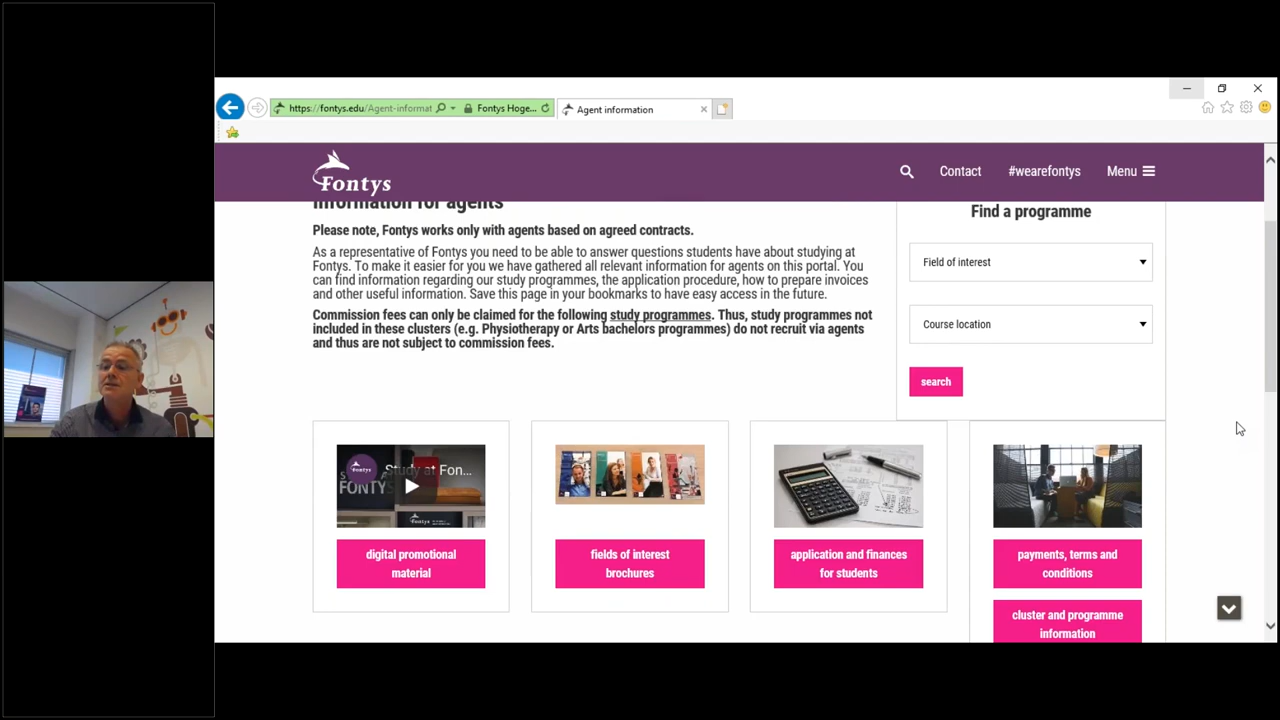 https://fontys.edu/Agent-informat
Fontys Hoge...
Agent information
Fontys
Contact
#wearefontys
Menu
Information for agents
Please note, Fontys works only with agents based on agreed contracts.
As a representative of Fontys you need to be able to answer questions students have about studying at
Fontys. To make it easier for you we have gathered all relevant information for agents on this portal. You
can find information regarding our study programmes, the application procedure, how to prepare invoices
and other useful information. Save this page in your bookmarks to have easy access in the future.
Commission fees can only be claimed for the following study programmes. Thus, study programmes not
included in these clusters (e.g. Physiotherapy or Arts bachelors programmes) do not recruit via agents
and thus are not subject to commission fees.
Find a programme
Field of interest
Course location
search
Fontys
Study at Fon...
FONTY
digital promotional
material
fields of interest
brochures
application and finances
for students
payments, terms and
conditions
cluster and programme
information